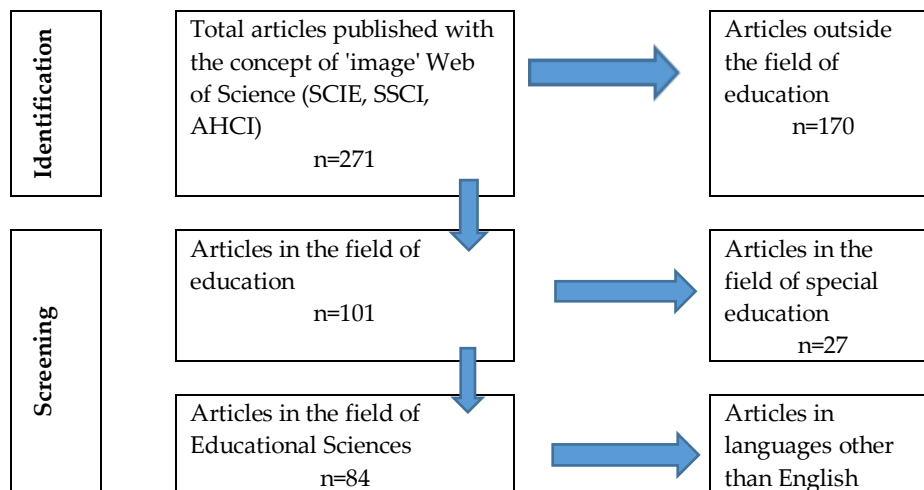 Identification
Total articles published with
the concept of 'image' Web
of Science (SCIE, SSCI,
AHCI)
n=271
Articles outside
the field of
education
n=170
Screening
Articles in the field of
education
n=101
Articles in the
field of special
education
n=27
Articles in the field of
Educational Sciences
n=84
Articles in
languages other
than English